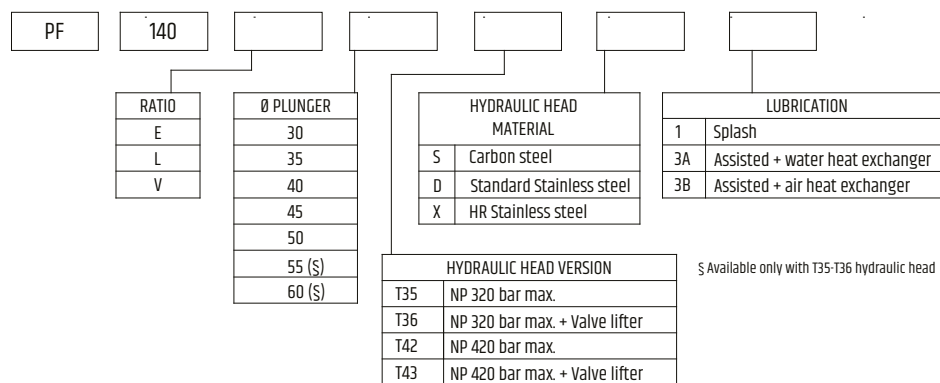 PF 140
RATIO
E
L
V
Ø PLUNGER
30
35
40
45
50
55 (§)
60 (§)
HYDRAULIC HEAD
MATERIAL
S Carbon steel
D Standard Stainless steel
X HR Stainless steel
LUBRICATION
1 Splash
3A Assisted + water heat exchanger
3B Assisted + air heat exchanger
HYDRAULIC HEAD VERSION
T35 NP 320 bar max.
T36 NP 320 bar max. + Valve lifter
T42 NP 420 bar max.
T43 NP 420 bar max. + Valve lifter
§ Available only with T35-T36 hydraulic head